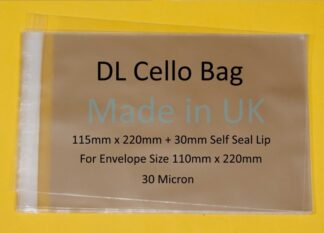 DL Cello Bag
Made in UK
115mm x 220mm + 30mm Self Seal Lip
For Envelope Size 110mm x 220mm
30 Micron